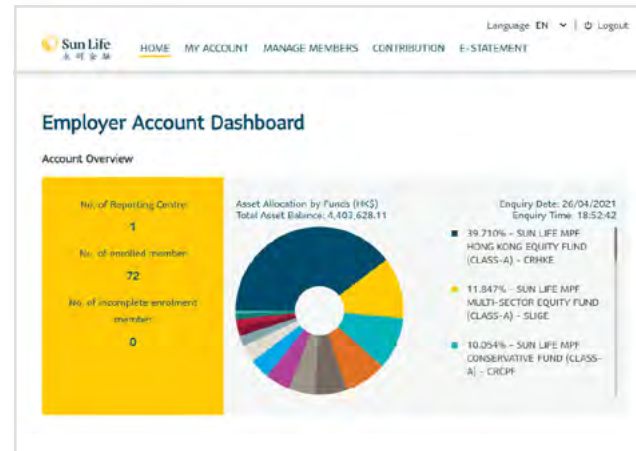 Language EN | Logout
Sun Life
永明金融
HOME MY ACCOUNT MANAGE MEMBERS CONTRIBUTION E-STATEMENT
Employer Account Dashboard
Account Overview
No. of Reporting Centre
1
No. of enrolled member
72
No. of incomplete enrolment
member
0
Asset Allocation by Funds (HK$)
Total Asset Balance: 4,403,628.11
Enquiry Date: 26/04/2021
Enquiry Time: 18:52:42
39.710% - SUN LIFE MPF
HONG KONG EQUITY FUND
(CLASS-A) - CRHKE
11.847% - SUN LIFE MPF
MULTI-SECTOR EQUITY FUND
(CLASS-A) - SLIGE
10.054% - SUN LIFE MPF
CONSERVATIVE FUND (CLASS-
A) - CRCPF